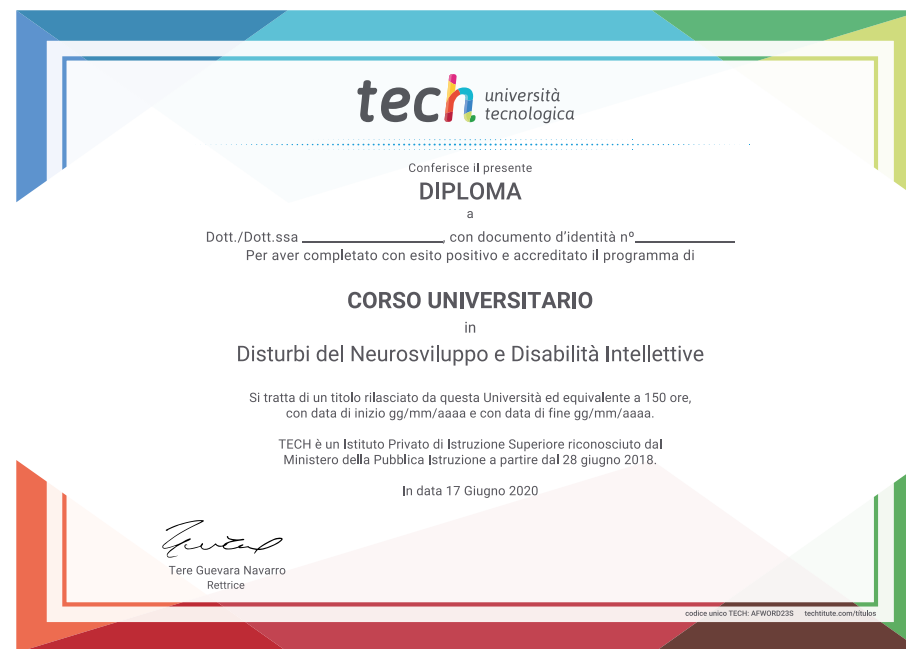 tech università
tecnologica
Conferisce il presente
DIPLOMA
a
Dott./Dott.ssa ____________________, con documento d'identità nº______________
Per aver completato con esito positivo e accreditato il programma di
CORSO UNIVERSITARIO
in
Disturbi del Neurosviluppo e Disabilità Intellettive
Si tratta di un titolo rilasciato da questa Università ed equivalente a 150 ore,
con data di inizio gg/mm/aaaa e con data di fine gg/mm/aaaa.
TECH è un Istituto Privato di Istruzione Superiore riconosciuto dal
Ministero della Pubblica Istruzione a partire dal 28 giugno 2018.
In data 17 Giugno 2020
Tere Guevara Navarro
Rettrice
codice unico TECH: AFWORD23S techtitute.com/titulos